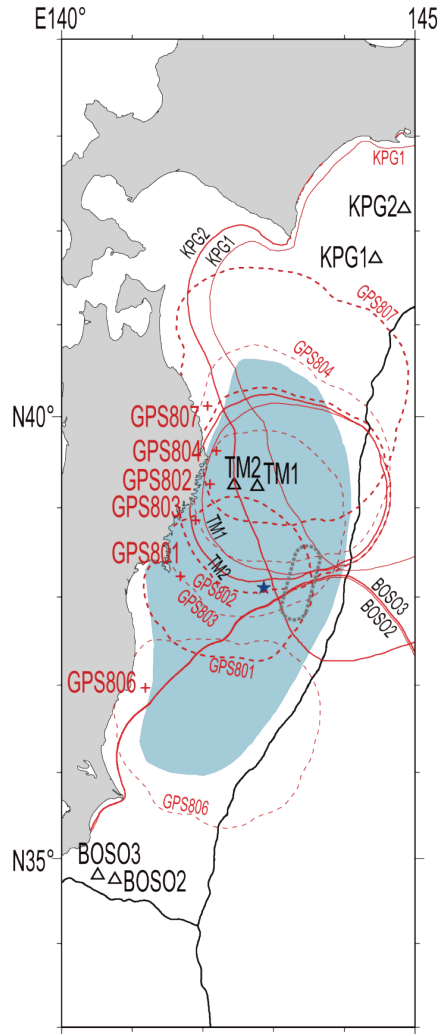 E140° 145
KPG1
KPG2
KPG1
KPG2
KPG1
GPS807
GPS804
N40°
GPS807
GPS804
TM2 TM1
GPS802
GPS803
TM1
GPS801
TM2
GPS802
GPS803
BOSO3
BOSO2
GPS801
GPS806
GPS806
N35°
BOSO3
BOSO2